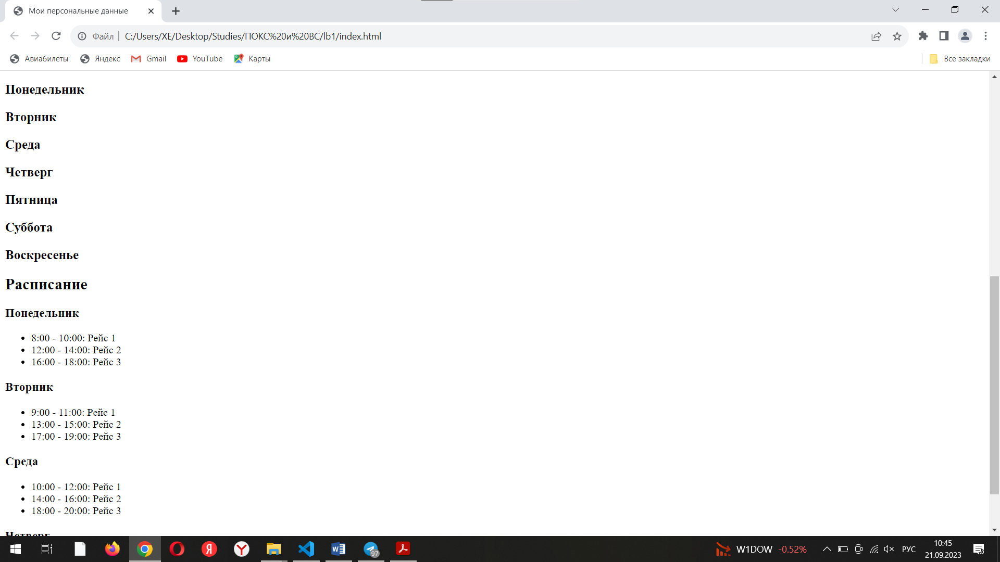 Мои персональные данные
Файл | C:/Users/XE/Desktop/Studies/ПОКС%20и%20ВС/lb1/index.html
Авиабилеты Яндекс Gmail YouTube Карты Все закладки
Понедельник
Вторник
Среда
Четверг
Пятница
Суббота
Воскресенье
Расписание
Понедельник
• 8:00 - 10:00: Рейс 1
• 12:00 - 14:00: Рейс 2
• 16:00 - 18:00: Рейс 3
Вторник
• 9:00 - 11:00: Рейс 1
• 13:00 - 15:00: Рейс 2
• 17:00 - 19:00: Рейс 3
Среда
• 10:00 - 12:00: Рейс 1
• 14:00 - 16:00: Рейс 2
• 18:00 - 20:00: Рейс 3
Четверг
97
W1DOW -0.52% РУС 10:45
21.09.2023